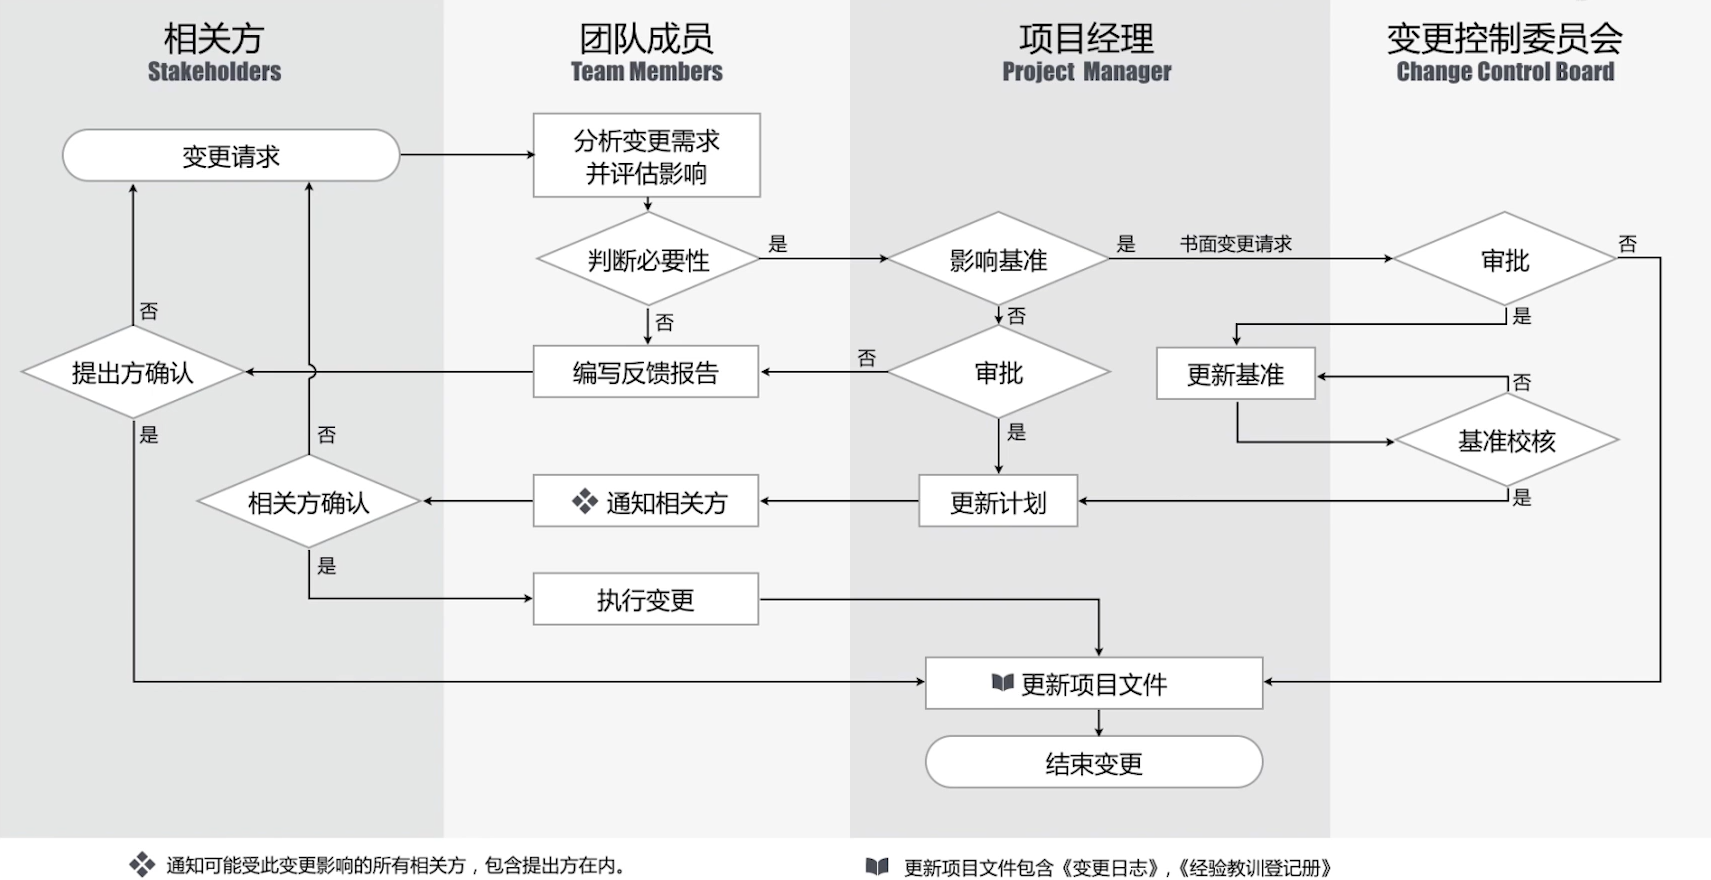 相关方
Stakeholders
团队成员
Team Members
项目经理
Project Manager
变更控制委员会
Change Control Board
变更请求
分析变更需求
并评估影响
判断必要性
是
影响基准
是
书面变更请求
审批
否
否
提出方确认
否
编写反馈报告
否
否
审批
是
更新基准
否
基准校核
是
是
否
相关方确认
通知相关方
是
更新计划
是
是
执行变更
更新项目文件
结束变更
通知可能受此变更影响的所有相关方，包含提出方在内。
更新项目文件包含《变更日志》,《经验教训登记册》